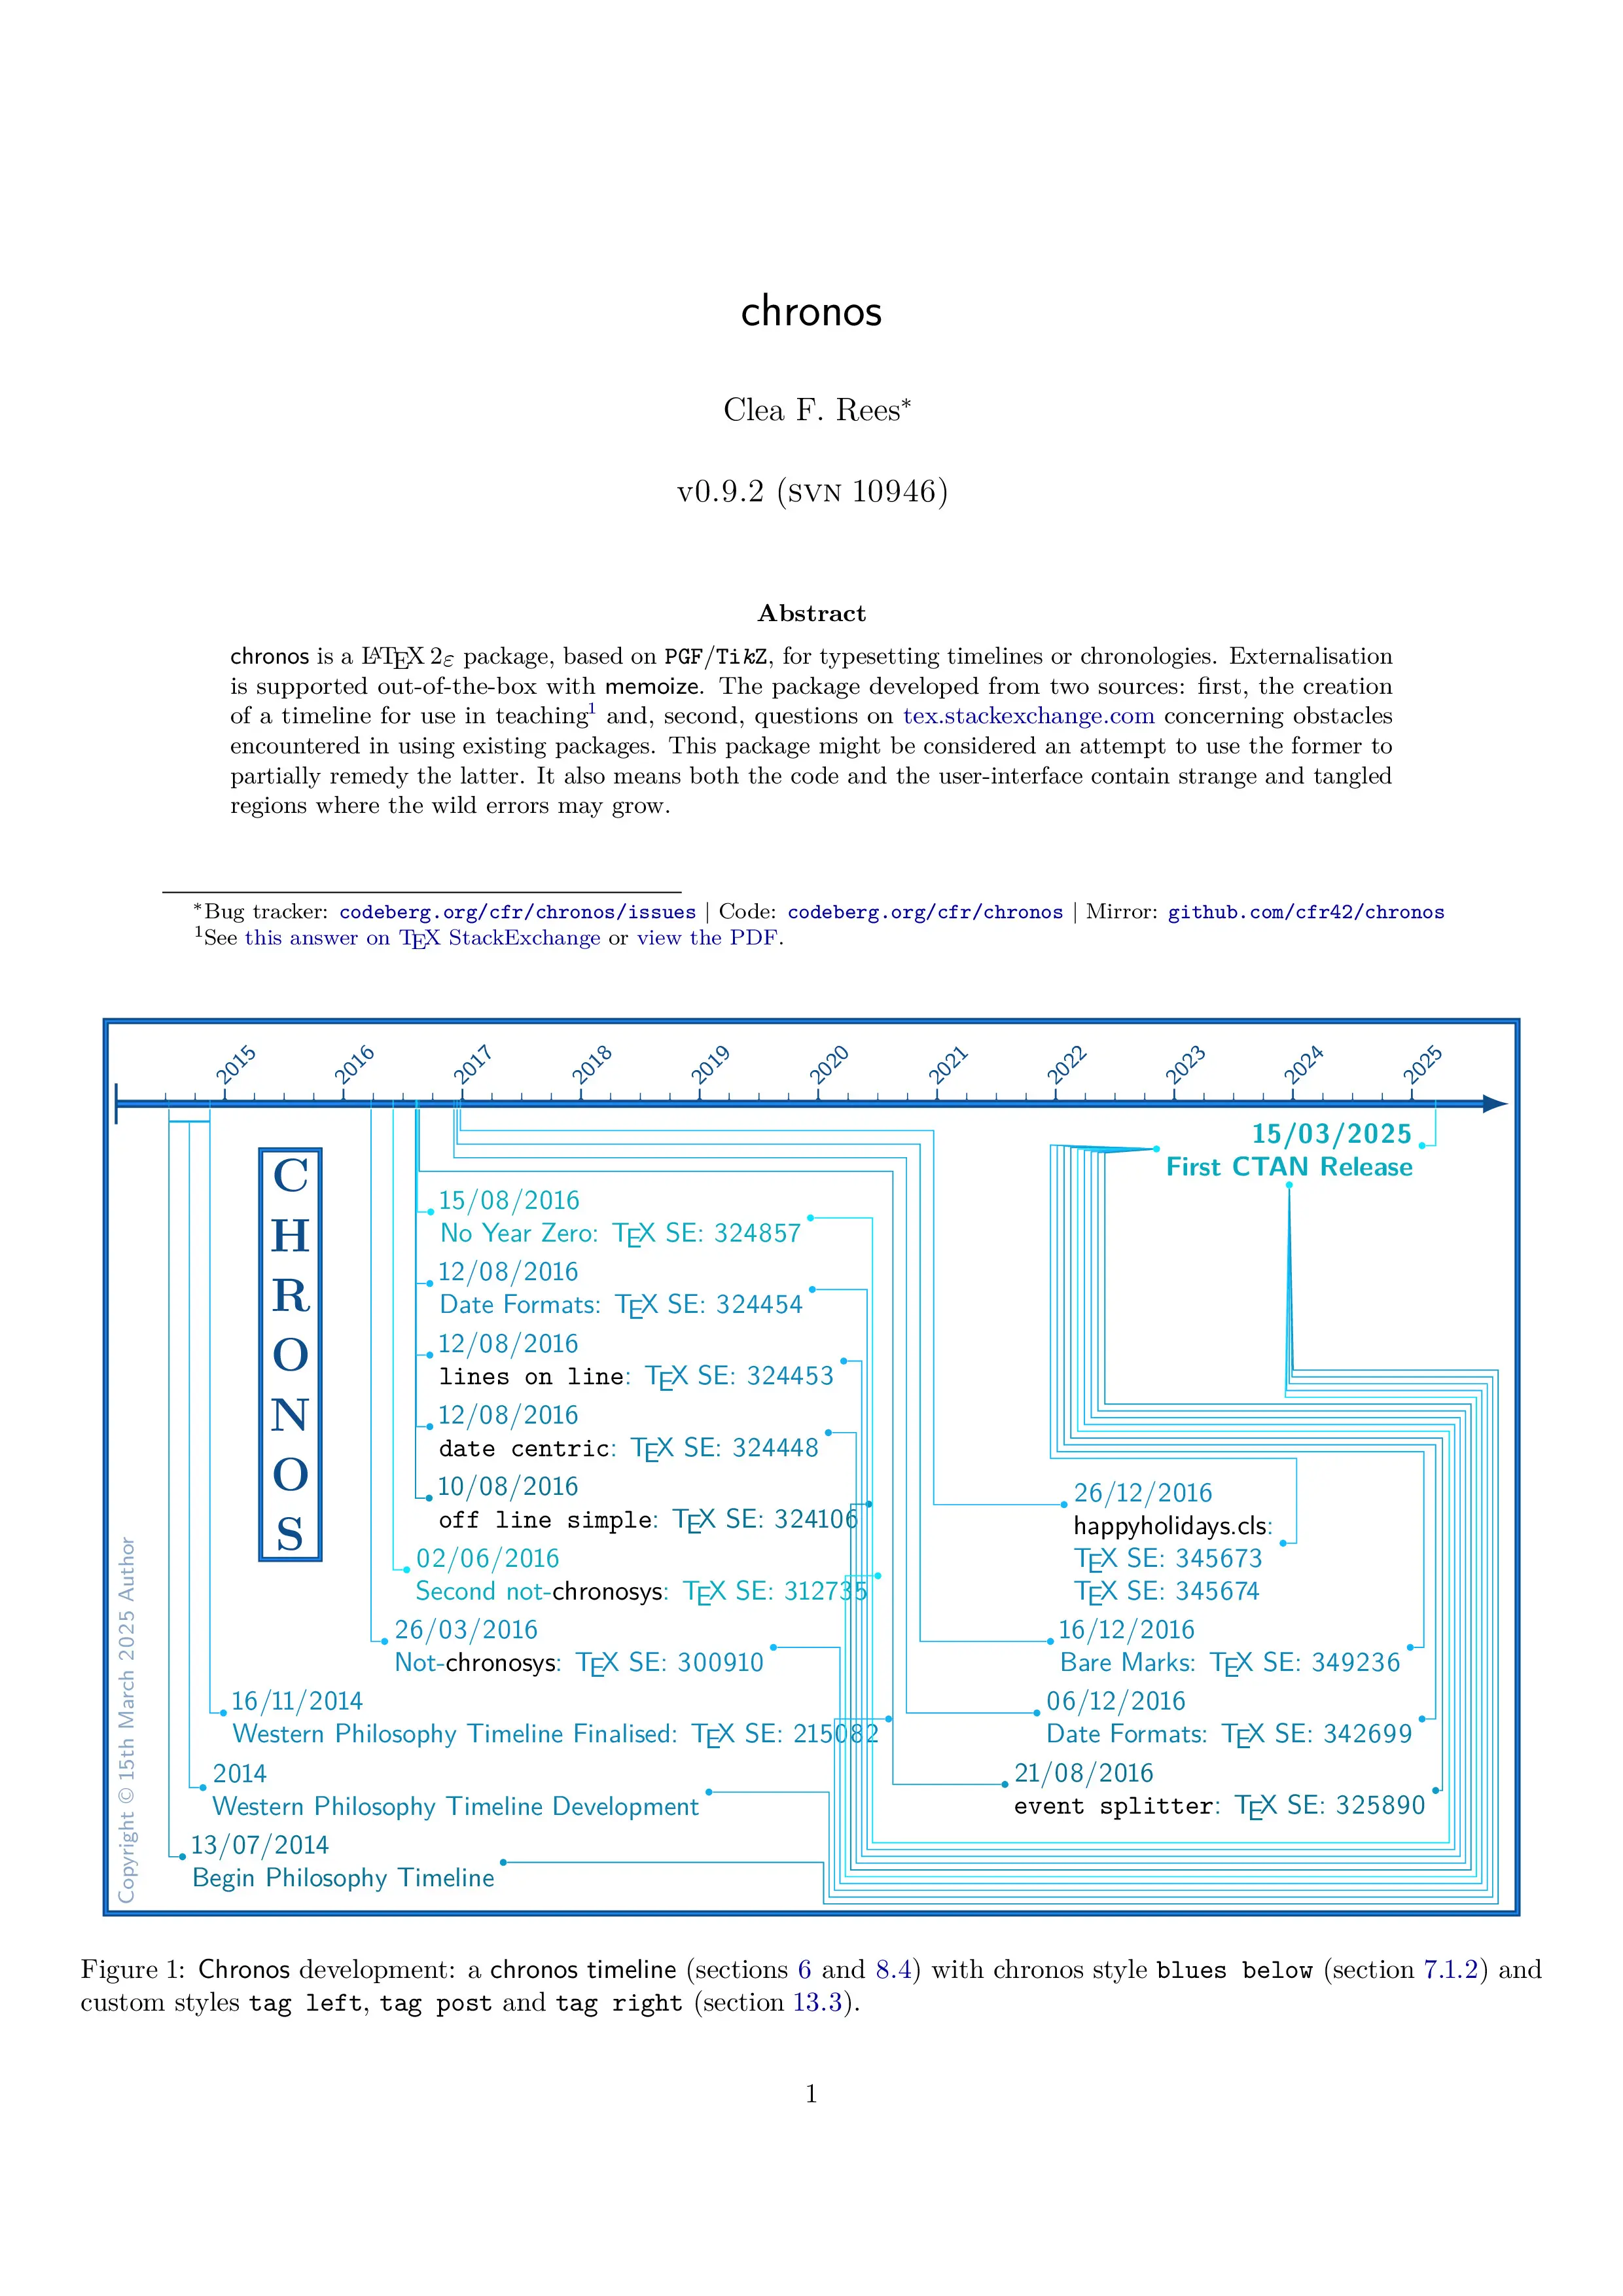 chronos
Clea F. Rees*
v0.9.2 (SVN 10946)
Abstract
chronos is a LATEX 2ε package, based on PGF/TikZ, for typesetting timelines or chronologies. Externalisation
is supported out-of-the-box with memoize. The package developed from two sources: first, the creation
of a timeline for use in teaching1 and, second, questions on tex.stackexchange.com concerning obstacles
encountered in using existing packages. This package might be considered an attempt to use the former to
partially remedy the latter. It also means both the code and the user-interface contain strange and tangled
regions where the wild errors may grow.
*Bug tracker: codeberg.org/cfr/chronos/issues | Code: codeberg.org/cfr/chronos | Mirror: github.com/cfr42/chronos
1See this answer on TEX StackExchange or view the PDF.
2015 2016 2017 2018 2019 2020 2021 2022 2023 2024 2025
15/03/2025
First CTAN Release
CHRONOS
15/08/2016
No Year Zero: TEX SE: 324857
12/08/2016
Date Formats: TEX SE: 324454
12/08/2016
lines on line: TEX SE: 324453
12/08/2016
date centric: TEX SE: 324448
10/08/2016
off line simple: TEX SE: 324106
02/06/2016
Second not-chronosys: TEX SE: 312735
26/03/2016
Not-chronosys: TEX SE: 300910
16/11/2014
Western Philosophy Timeline Finalised: TEX SE: 215082
2014
Western Philosophy Timeline Development
13/07/2014
Begin Philosophy Timeline
26/12/2016
happyholidays.cls:
TEX SE: 345673
TEX SE: 345674
16/12/2016
Bare Marks: TEX SE: 349236
06/12/2016
Date Formats: TEX SE: 342699
21/08/2016
event splitter: TEX SE: 325890
Copyright © 15th March 2025 Author
Figure 1: Chronos development: a chronos timeline (sections 6 and 8.4) with chronos style blues below (section 7.1.2) and
custom styles tag left, tag post and tag right (section 13.3).
1